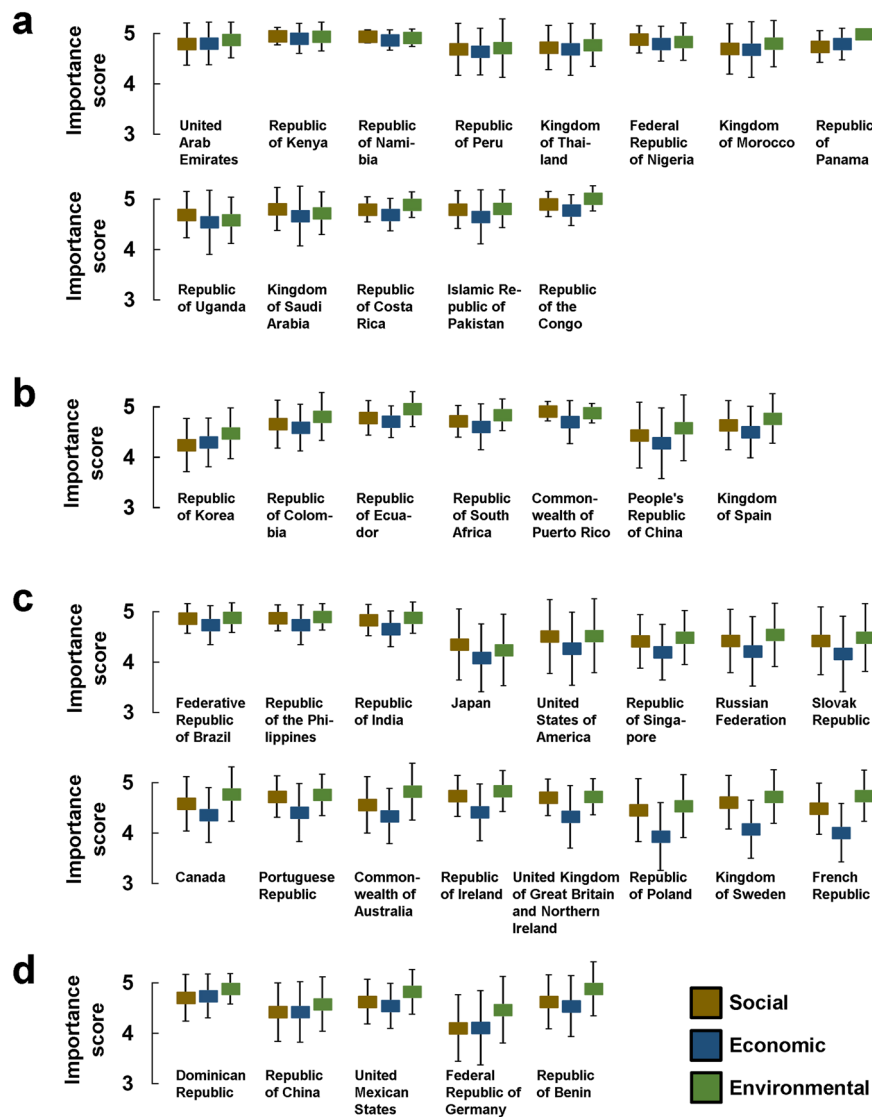 a
Importance
score
5
4
3
United
Arab
Emirates
Republic
of Kenya
Republic
of Nami-
bia
Republic
of Peru
Kingdom
of Thai-
land
Federal
Republic
of Nigeria
Kingdom
of Morocco
Republic
of
Panama
Importance
score
5
4
3
Republic
of Uganda
Kingdom
of Saudi
Arabia
Republic
of Costa
Rica
Islamic Re-
public of
Pakistan
Republic
of the
Congo
b
Importance
score
5
4
3
Republic
of Korea
Republic
of Colom-
bia
Republic
of Ecua-
dor
Republic
of South
Africa
Common-
wealth of
Puerto Rico
People's
Republic
of China
Kingdom
of Spain
c
Importance
score
5
4
3
Federative
Republic
of Brazil
Republic
of the Phi-
lippines
Republic
of India
Japan
United
States of
America
Republic
of Singa-
pore
Russian
Federation
Slovak
Republic
Importance
score
5
4
3
Canada
Portuguese
Republic
Common-
wealth of
Australia
Republic
of Ireland
United Kingdom
of Great Britain
and Northern
Ireland
Republic
of Poland
Kingdom
of Sweden
French
Republic
d
Importance
score
5
4
3
Dominican
Republic
Republic
of China
United
Mexican
States
Federal
Republic of
Germany
Republic
of Benin
Social
Economic
Environmental